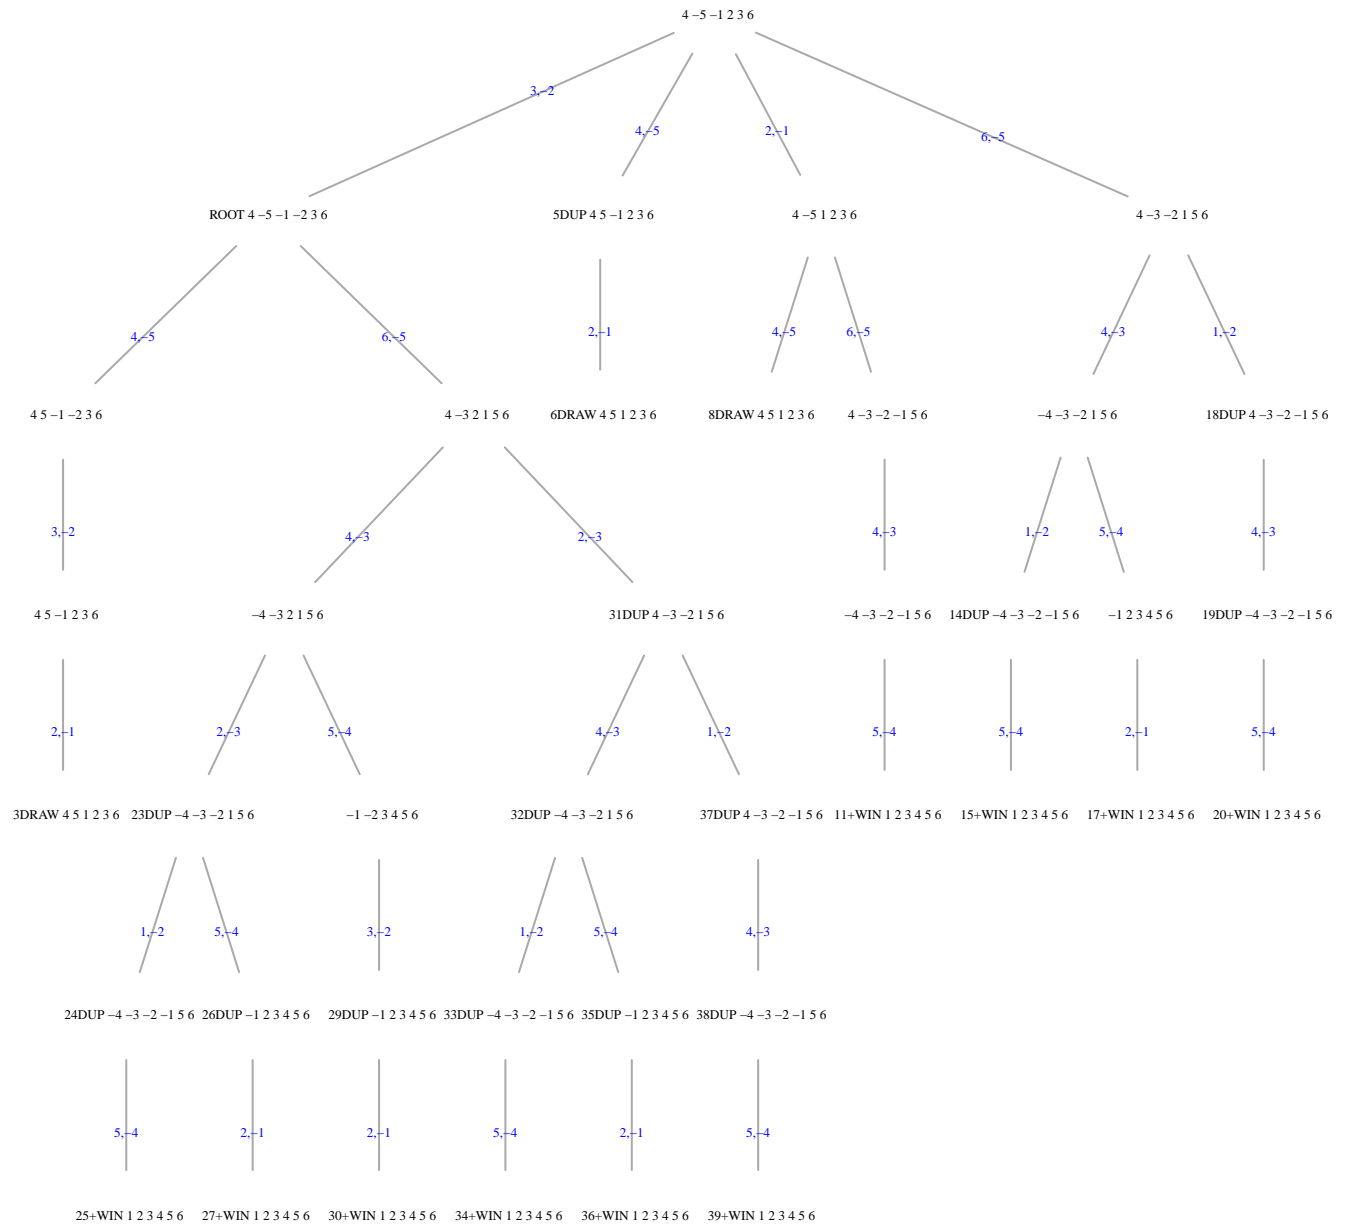 4 −5 −1 2 3 6
3,−2
4,−5
2,−1
6,−5
ROOT 4 −5 −1 −2 3 6
5DUP 4 5 −1 2 3 6
4 −5 1 2 3 6
4 −3 −2 1 5 6
4,−5
6,−5
2,−1
4,−5
6,−5
4,−3
1,−2
4 5 −1 −2 3 6
4 −3 2 1 5 6
6DRAW 4 5 1 2 3 6
8DRAW 4 5 1 2 3 6
4 −3 −2 −1 5 6
−4 −3 −2 1 5 6
18DUP 4 −3 −2 −1 5 6
3,−2
4,−3
2,−3
4,−3
1,−2
5,−4
4,−3
4 5 −1 2 3 6
−4 −3 2 1 5 6
31DUP 4 −3 −2 1 5 6
−4 −3 −2 −1 5 6
14DUP −4 −3 −2 −1 5 6
−1 2 3 4 5 6
19DUP −4 −3 −2 −1 5 6
2,−1
2,−3
5,−4
4,−3
1,−2
5,−4
5,−4
2,−1
5,−4
3DRAW 4 5 1 2 3 6
23DUP −4 −3 −2 1 5 6
−1 −2 3 4 5 6
32DUP −4 −3 −2 1 5 6
37DUP 4 −3 −2 −1 5 6
11+WIN 1 2 3 4 5 6
15+WIN 1 2 3 4 5 6
17+WIN 1 2 3 4 5 6
20+WIN 1 2 3 4 5 6
1,−2
5,−4
3,−2
1,−2
5,−4
4,−3
24DUP −4 −3 −2 −1 5 6
26DUP −1 2 3 4 5 6
29DUP −1 2 3 4 5 6
33DUP −4 −3 −2 −1 5 6
35DUP −1 2 3 4 5 6
38DUP −4 −3 −2 −1 5 6
5,−4
2,−1
2,−1
5,−4
2,−1
5,−4
25+WIN 1 2 3 4 5 6
27+WIN 1 2 3 4 5 6
30+WIN 1 2 3 4 5 6
34+WIN 1 2 3 4 5 6
36+WIN 1 2 3 4 5 6
39+WIN 1 2 3 4 5 6